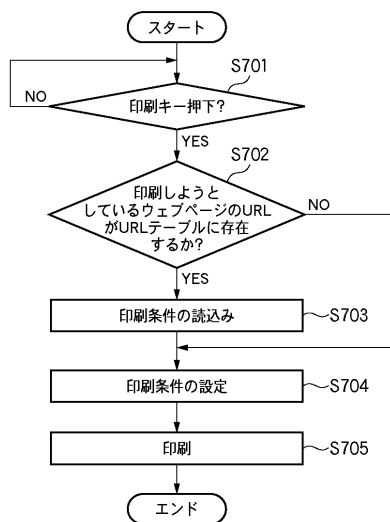 スタート
S701
NO
印刷キー押下?
YES
S702
印刷しようと
しているウェブページのURL
がURLテーブルに存在
するか?
NO
YES
印刷条件の読込み
S703
印刷条件の設定
S704
印刷
S705
エンド